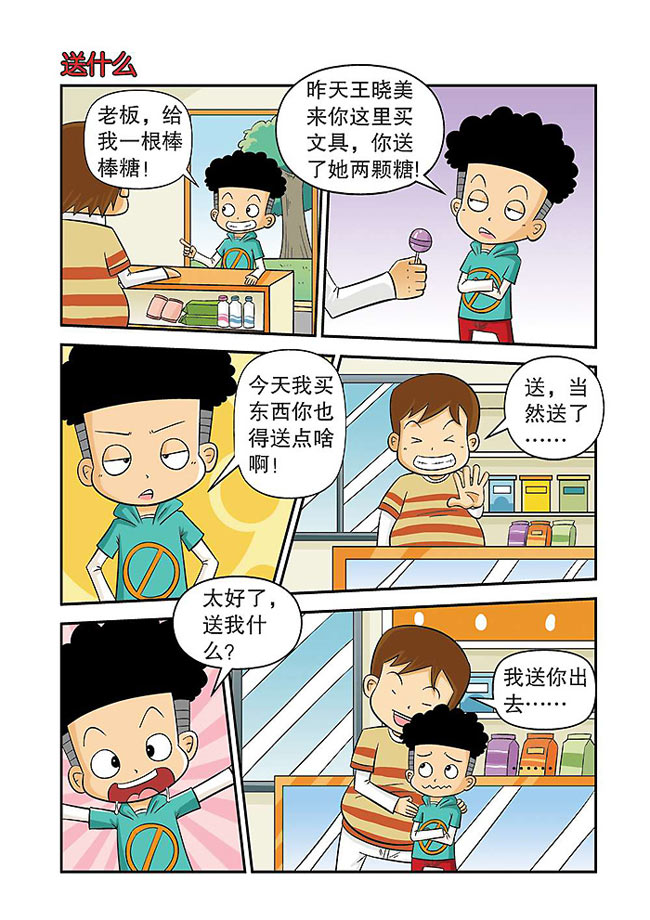 送什么
老板，给
我一根棒
棒糖！
昨天王晓美
来你这里买
文具，你送
了她两颗糖！
今天我买
东西你也
得送点啥
啊！
送，当
然送了
……
太好了，
送我什
么？
我送你出
去……